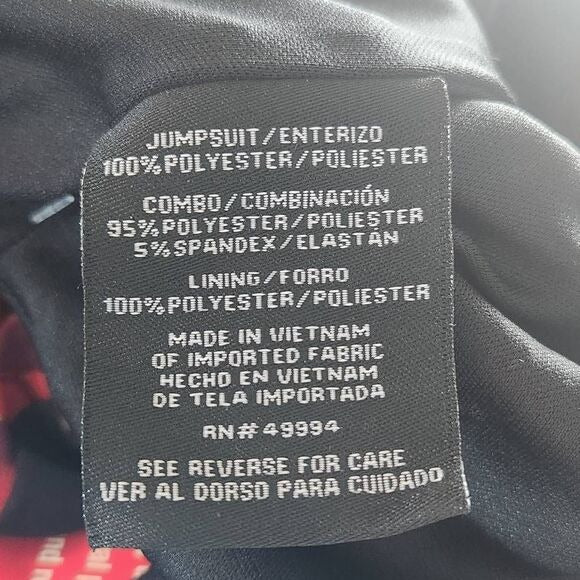 JUMPSUIT/ENTERIZO
100%POLYESTER/POLIESTER
COMBO/COMBINACIÓN
95%POLYESTER/POLIESTER
5%SPANDEX/ELASTÁN
LINING/FORRO
100%POLYESTER/POLIESTER
MADE IN VIETNAM
OF IMPORTED FABRIC
HECHO EN VIETNAM
DE TELA IMPORTADA
RN#49994
SEE REVERSE FOR CARE
VER AL DORSO PARA CUIDADO